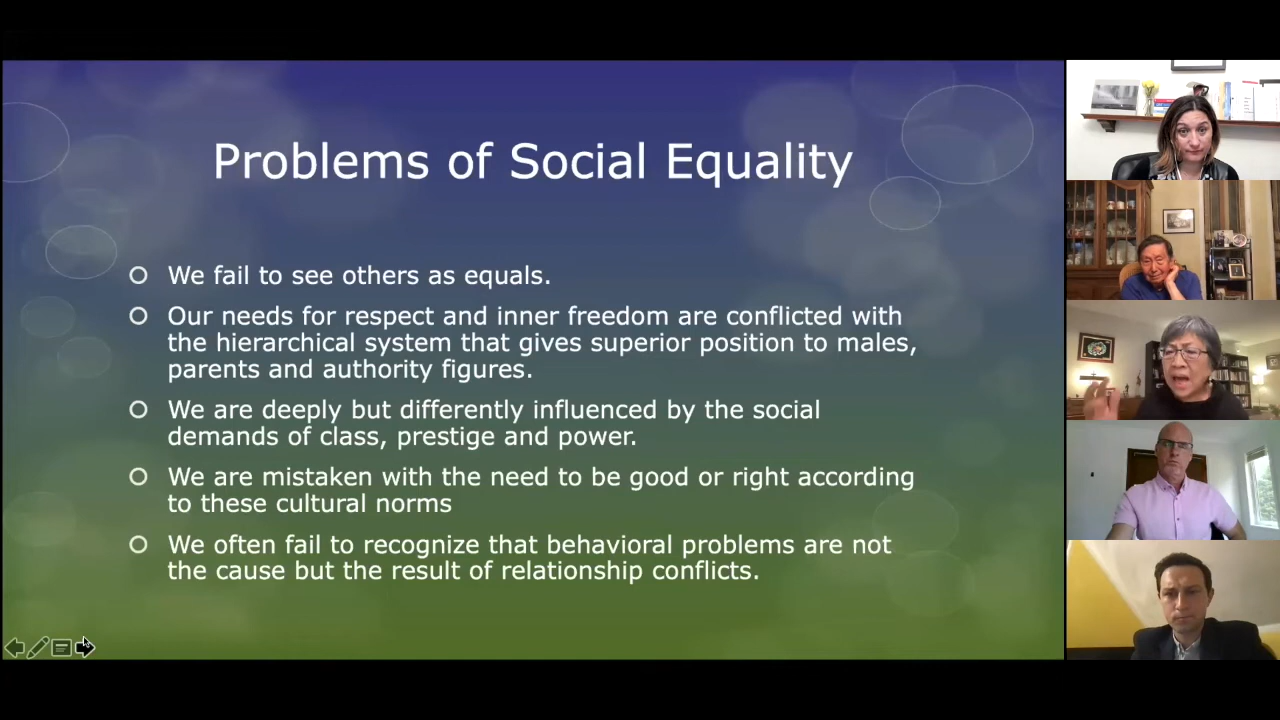 Problems of Social Equality
We fail to see others as equals.
Our needs for respect and inner freedom are conflicted with
the hierarchical system that gives superior position to males,
parents and authority figures.
We are deeply but differently influenced by the social
demands of class, prestige and power.
We are mistaken with the need to be good or right according
to these cultural norms
We often fail to recognize that behavioral problems are not
the cause but the result of relationship conflicts.